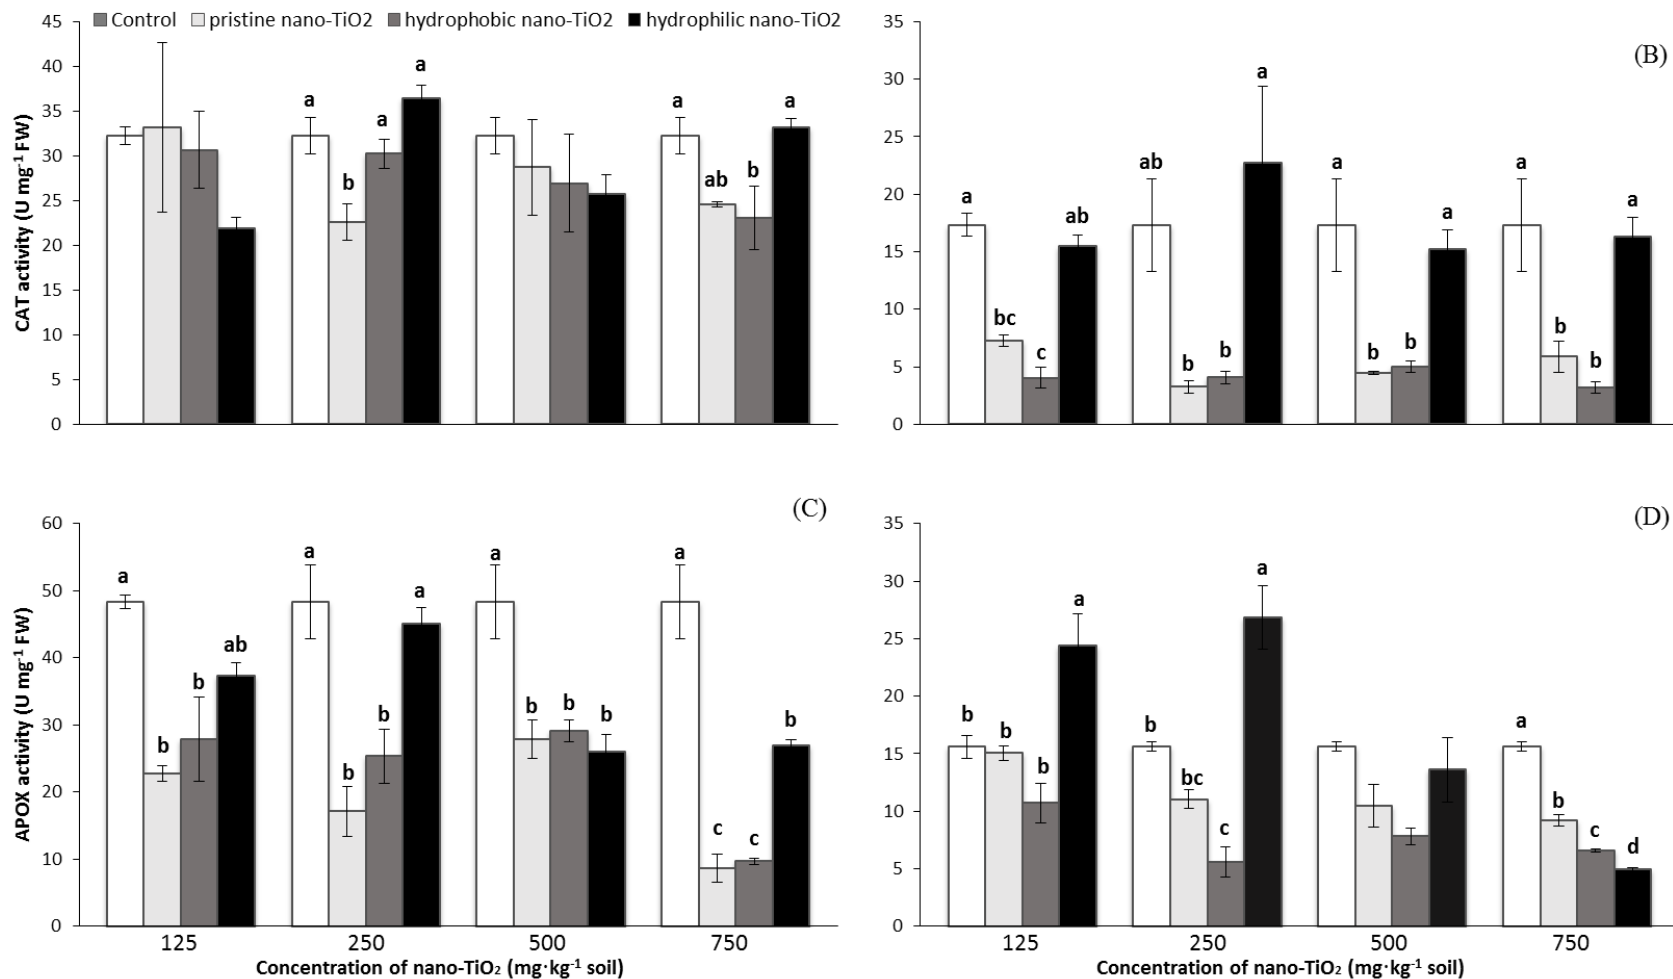 Control pristine nano-TiO2 hydrophobic nano-TiO2 hydrophilic nano-TiO2
CAT activity (U mg⁻¹ FW)
45
40
35
30
25
20
15
10
5
0
a
b
a
a
a
ab
b
a
(B)
35
30
25
20
15
10
5
0
a
bc
c
ab
ab
b
b
a
a
b
b
a
a
b
b
a
(C)
APOX activity (U mg⁻¹ FW)
60
50
40
30
20
10
0
a
b
b
ab
a
b
b
a
a
b
b
b
a
c
c
b
125 250 500 750
Concentration of nano-TiO₂ (mg·kg⁻¹ soil)
(D)
35
30
25
20
15
10
5
0
b
b
b
a
b
bc
c
a
a
b
c
d
125 250 500 750
Concentration of nano-TiO₂ (mg·kg⁻¹ soil)